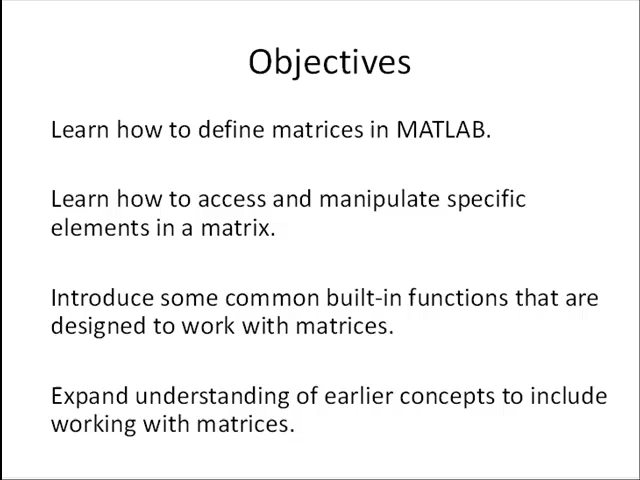 Objectives
Learn how to define matrices in MATLAB.
Learn how to access and manipulate specific
elements in a matrix.
Introduce some common built-in functions that are
designed to work with matrices.
Expand understanding of earlier concepts to include
working with matrices.